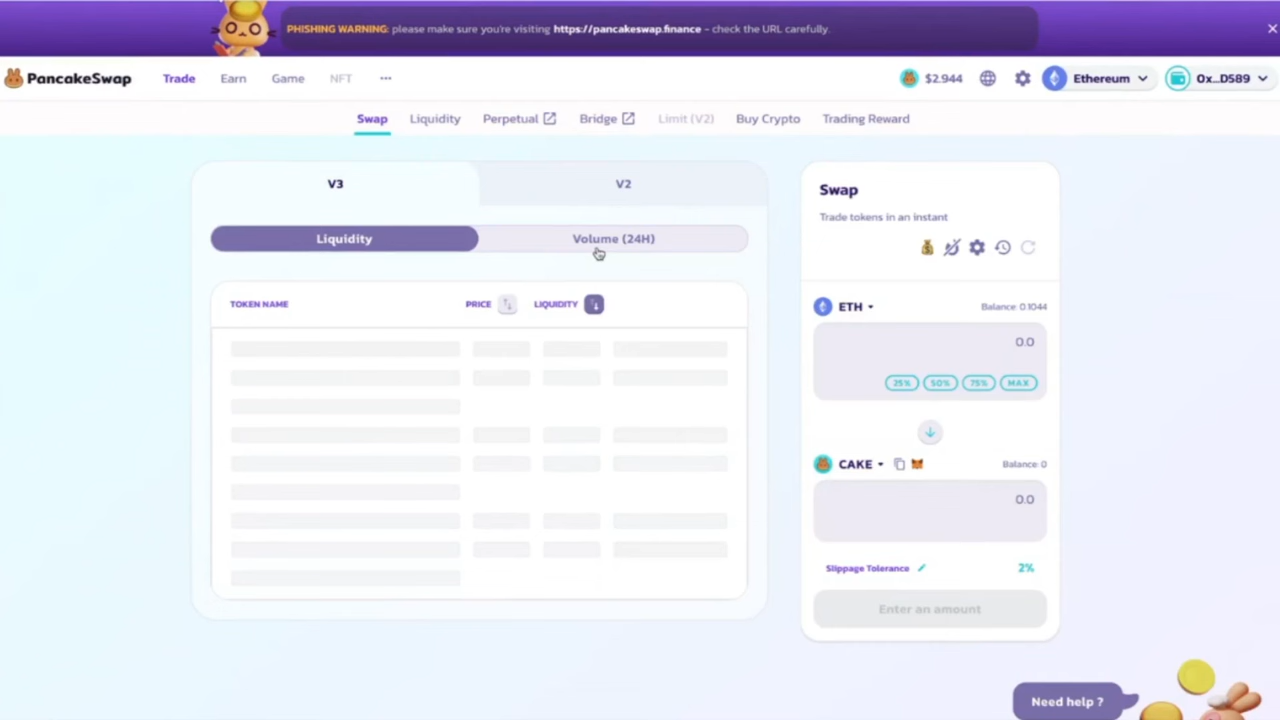 PHISHING WARNING: please make sure you're visiting https://pancakeswap.finance - check the URL carefully.
PancakeSwap Trade Earn Game NFT ... $2.944 Ethereum 0x...D589
Swap Liquidity Perpetual Bridge Limit (V2) Buy Crypto Trading Reward
V3 V2
Liquidity Volume (24H)
TOKEN NAME PRICE LIQUIDITY
Swap
Trade tokens in an instant
ETH Balance: 0.1044
0.0
25% 50% 75% MAX
CAKE Balance: 0
0.0
Slippage Tolerance 2%
Enter an amount
Need help ?